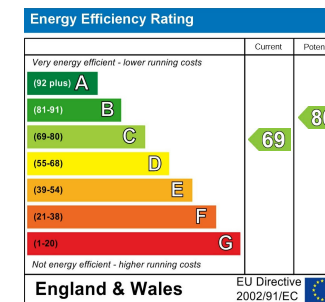 Energy Efficiency Rating
Current
Very energy efficient - lower running costs
(92 plus) A
(81-91) B
(69-80) C
69
(55-68) D
(39-54) E
(21-38) F
(1-20) G
Not energy efficient - higher running costs
England & Wales
EU Directive
2002/91/EC